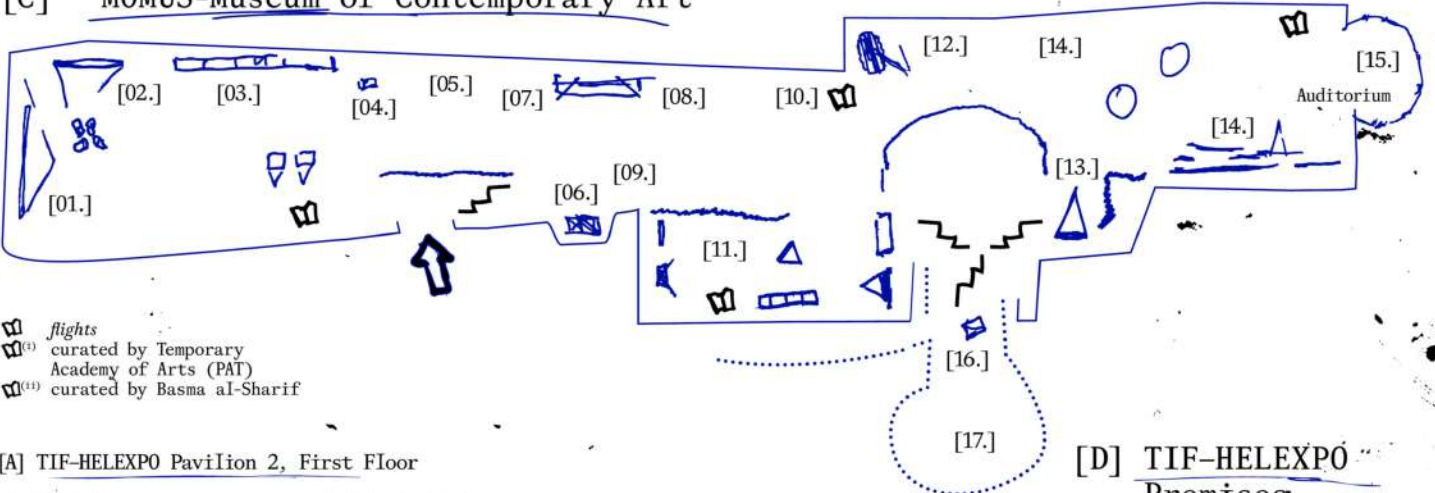 [C] MOMUS-Museum of Contemporary Art
[01.]
[02.]
[03.]
[04.]
[05.]
[06.]
[07.]
[08.]
[09.]
[10.]
[11.]
[12.]
[13.]
[14.]
[14.]
[15.]
Auditorium
[16.]
[17.]
flights
(i) curated by Temporary
Academy of Arts (PAT)
(ii) curated by Basma al-Sharif
[A] TIF-HELEXPO Pavilion 2, First Floor
[D] TIF-HELEXPO
Promises